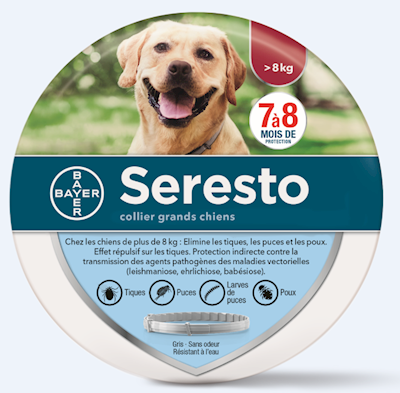 >8kg
7à8
MOIS DE
PROTECTION
BAYER
BAYER
Seresto
collier grands chiens
Chez les chiens de plus de 8 kg : Elimine les tiques, les puces et les poux.
Effet répulsif sur les tiques. Protection indirecte contre la
transmission des agents pathogènes des maladies vectorielles
(leishmaniose, ehrlichiose, babésiose).
Tiques
Puces
Larves
de puces
Poux
Gris - Sans odeur
Résistant à l'eau